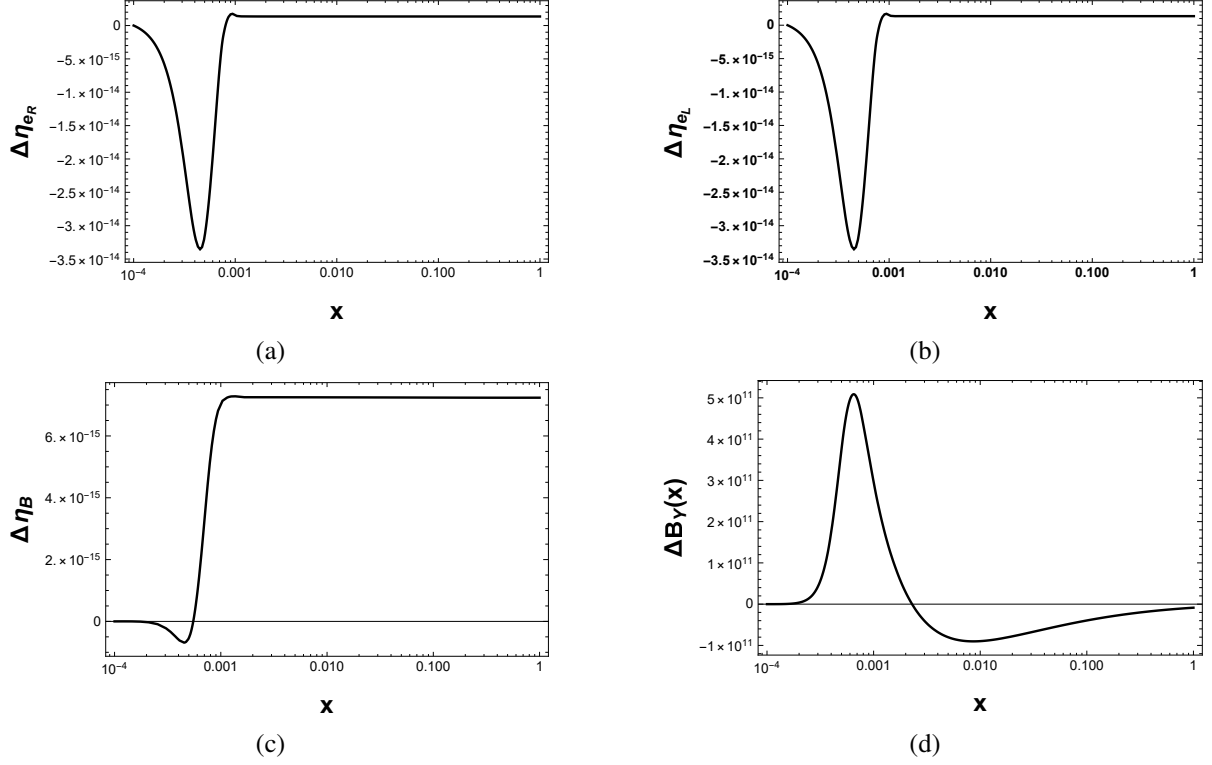 0
−5. × 10⁻¹⁵
−1. × 10⁻¹⁴
−1.5 × 10⁻¹⁴
−2. × 10⁻¹⁴
−2.5 × 10⁻¹⁴
−3. × 10⁻¹⁴
−3.5 × 10⁻¹⁴
Δη_{e_R}
10⁻⁴ 0.001 0.010 0.100 1
x
(a)
0
−5. × 10⁻¹⁵
−1. × 10⁻¹⁴
−1.5 × 10⁻¹⁴
−2. × 10⁻¹⁴
−2.5 × 10⁻¹⁴
−3. × 10⁻¹⁴
−3.5 × 10⁻¹⁴
Δη_{e_L}
10⁻⁴ 0.001 0.010 0.100 1
x
(b)
6. × 10⁻¹⁵
4. × 10⁻¹⁵
2. × 10⁻¹⁵
0
Δη_B
10⁻⁴ 0.001 0.010 0.100 1
x
(c)
5 × 10¹¹
4 × 10¹¹
3 × 10¹¹
2 × 10¹¹
1 × 10¹¹
0
−1 × 10¹¹
ΔB_Y(x)
10⁻⁴ 0.001 0.010 0.100 1
x
(d)